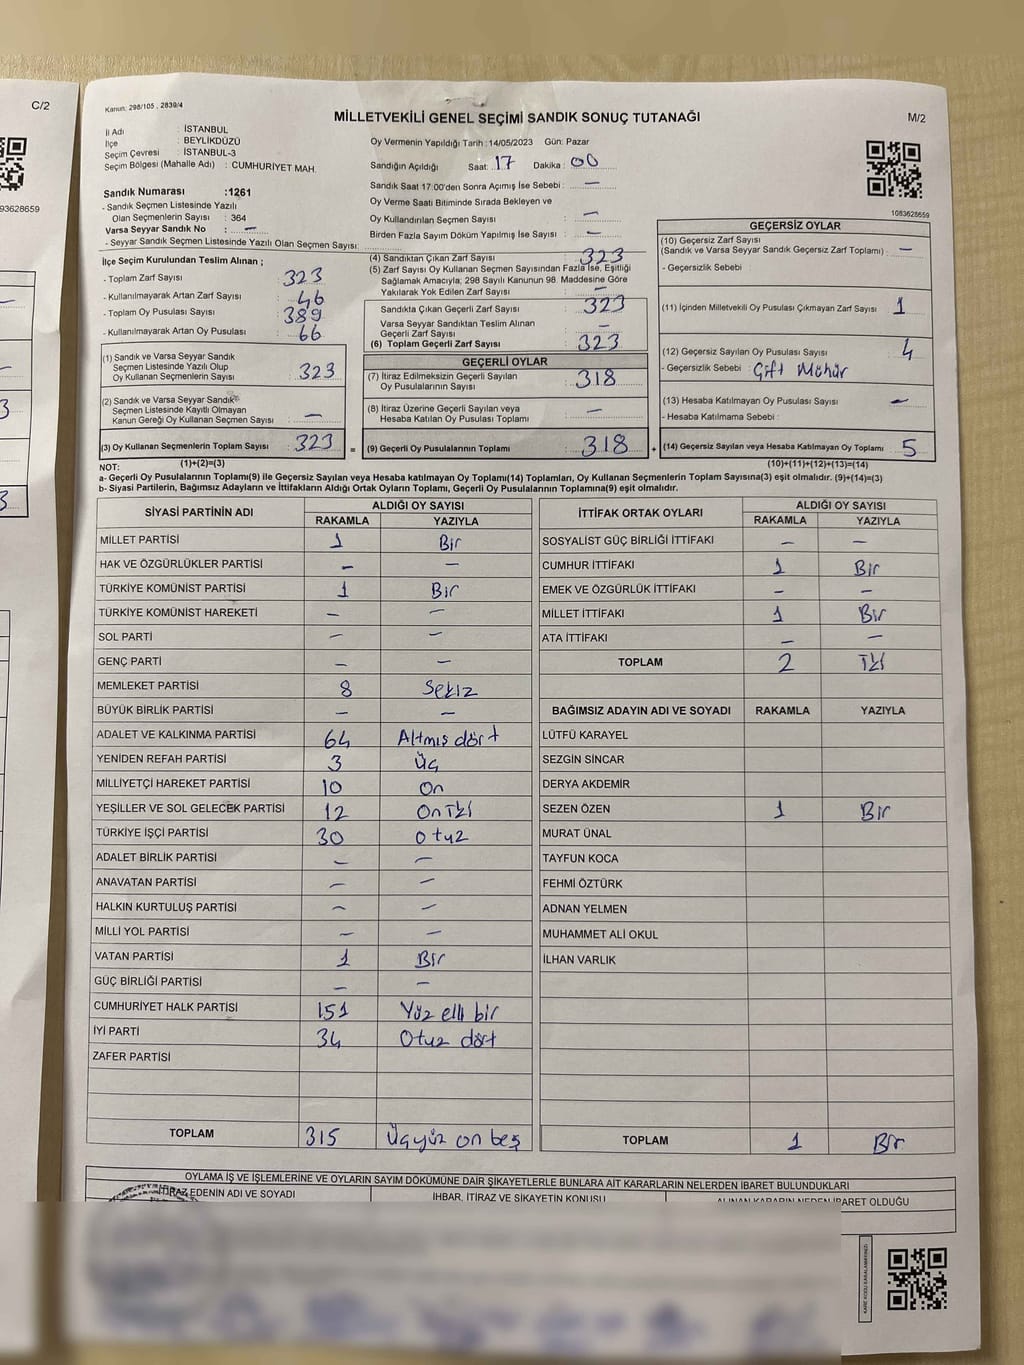 C/2
93628659
Kanun: 298/105 , 2839/4
MİLLETVEKİLİ GENEL SEÇİMİ SANDIK SONUÇ TUTANAĞI
M/2
İl Adı : İSTANBUL
İlçe : BEYLİKDÜZÜ
Seçim Çevresi : İSTANBUL-3
Seçim Bölgesi (Mahalle Adı) : CUMHURİYET MAH.
Oy Vermenin Yapıldığı Tarih : 14/05/2023 Gün: Pazar
Sandığın Açıldığı Saat: 17 Dakika : 00
Sandık Saat 17:00'den Sonra Açımış İse Sebebi : —
Oy Verme Saati Bitiminde Sırada Bekleyen ve
Oy Kullandırılan Seçmen Sayısı : —
Birden Fazla Sayım Döküm Yapılmış İse Sayısı : —
1083628659
Sandık Numarası :1261
- Sandık Seçmen Listesinde Yazılı
Olan Seçmenlerin Sayısı : 364
Varsa Seyyar Sandık No : —
- Seyyar Sandık Seçmen Listesinde Yazılı Olan Seçmen Sayısı:
İlçe Seçim Kurulundan Teslim Alınan ;
- Toplam Zarf Sayısı : 323
- Kullanılmayarak Artan Zarf Sayısı : 46
- Toplam Oy Pusulası Sayısı : 389
- Kullanılmayarak Artan Oy Pusulası : 66
(4) Sandıktan Çıkan Zarf Sayısı : 323
(5) Zarf Sayısı Oy Kullanan Seçmen Sayısından Fazla İse, Eşitliği
Sağlamak Amacıyla; 298 Sayılı Kanunun 98. Maddesine Göre
Yakılarak Yok Edilen Zarf Sayısı : —
Sandıkta Çıkan Geçerli Zarf Sayısı : 323
Varsa Seyyar Sandıktan Teslim Alınan
Geçerli Zarf Sayısı : —
(6) Toplam Geçerli Zarf Sayısı : 323
GEÇERSİZ OYLAR
(10) Geçersiz Zarf Sayısı
(Sandık ve Varsa Seyyar Sandık Geçersiz Zarf Toplamı) : —
- Geçersizlik Sebebi :
(11) İçinden Milletvekili Oy Pusulası Çıkmayan Zarf Sayısı : 1
(12) Geçersiz Sayılan Oy Pusulası Sayısı : 4
- Geçersizlik Sebebi : Çift Mühür
(13) Hesaba Katılmayan Oy Pusulası Sayısı : —
- Hesaba Katılmama Sebebi :
(14) Geçersiz Sayılan veya Hesaba Katılmayan Oy Toplamı : 5
(10)+(11)+(12)+(13)=(14)
(1) Sandık ve Varsa Seyyar Sandık
Seçmen Listesinde Yazılı Olup
Oy Kullanan Seçmenlerin Sayısı : 323
(2) Sandık ve Varsa Seyyar Sandık
Seçmen Listesinde Kayıtlı Olmayan
Kanun Gereği Oy Kullanan Seçmen Sayısı : —
(3) Oy Kullanan Seçmenlerin Toplam Sayısı : 323 =
(1)+(2)=(3)
GEÇERLİ OYLAR
(7) İtiraz Edilmeksizin Geçerli Sayılan
Oy Pusulalarının Sayısı : 318
(8) İtiraz Üzerine Geçerli Sayılan veya
Hesaba Katılan Oy Pusulası Toplamı : —
(9) Geçerli Oy Pusulalarının Toplamı : 318 +
NOT:
a- Geçerli Oy Pusulalarının Toplamı(9) ile Geçersiz Sayılan veya Hesaba katılmayan Oy Toplamı(14) Toplamları, Oy Kullanan Seçmenlerin Toplam Sayısına(3) eşit olmalıdır. (9)+(14)=(3)
b- Siyasi Partilerin, Bağımsız Adayların ve İttifakların Aldığı Ortak Oyların Toplamı, Geçerli Oy Pusulalarının Toplamına(9) eşit olmalıdır.
SİYASİ PARTİNİN ADI ALDIĞI OY SAYISI
RAKAMLA YAZIYLA
MİLLET PARTİSİ 1 Bir
HAK VE ÖZGÜRLÜKLER PARTİSİ — —
TÜRKİYE KOMÜNİST PARTİSİ 1 Bir
TÜRKİYE KOMÜNİST HAREKETİ — —
SOL PARTİ — —
GENÇ PARTİ — —
MEMLEKET PARTİSİ 8 Sekiz
BÜYÜK BİRLİK PARTİSİ — —
ADALET VE KALKINMA PARTİSİ 64 Altmış dört
YENİDEN REFAH PARTİSİ 3 Üç
MİLLİYETÇİ HAREKET PARTİSİ 10 On
YEŞİLLER VE SOL GELECEK PARTİSİ 12 On İki
TÜRKİYE İŞÇİ PARTİSİ 30 Otuz
ADALET BİRLİK PARTİSİ — —
ANAVATAN PARTİSİ — —
HALKIN KURTULUŞ PARTİSİ — —
MİLLİ YOL PARTİSİ — —
VATAN PARTİSİ 1 Bir
GÜÇ BİRLİĞİ PARTİSİ — —
CUMHURİYET HALK PARTİSİ 151 Yüz elli bir
İYİ PARTİ 34 Otuz dört
ZAFER PARTİSİ
TOPLAM 315 Üçyüz on beş
İTTİFAK ORTAK OYLARI ALDIĞI OY SAYISI
RAKAMLA YAZIYLA
SOSYALİST GÜÇ BİRLİĞİ İTTİFAKI — —
CUMHUR İTTİFAKI 1 Bir
EMEK VE ÖZGÜRLÜK İTTİFAKI — —
MİLLET İTTİFAKI 1 Bir
ATA İTTİFAKI — —
TOPLAM 2 İki
BAĞIMSIZ ADAYIN ADI VE SOYADI RAKAMLA YAZIYLA
LÜTFÜ KARAYEL
SEZGİN SİNCAR
DERYA AKDEMİR
SEZEN ÖZEN 1 Bir
MURAT ÜNAL
TAYFUN KOCA
FEHMİ ÖZTÜRK
ADNAN YELMEN
MUHAMMET ALİ OKUL
İLHAN VARLIK
TOPLAM 1 Bir
OYLAMA İŞ VE İŞLEMLERİNE VE OYLARIN SAYIM DÖKÜMÜNE DAİR ŞİKAYETLERLE BUNLARA AİT KARARLARIN NELERDEN İBARET BULUNDUKLARI
İTİRAZ EDENİN ADI VE SOYADI
İHBAR, İTİRAZ VE ŞİKAYETİN KONUSU
ALINAN KARARIN NEDEN İBARET OLDUĞU
KARE KODU KARALAMAYINIZ!